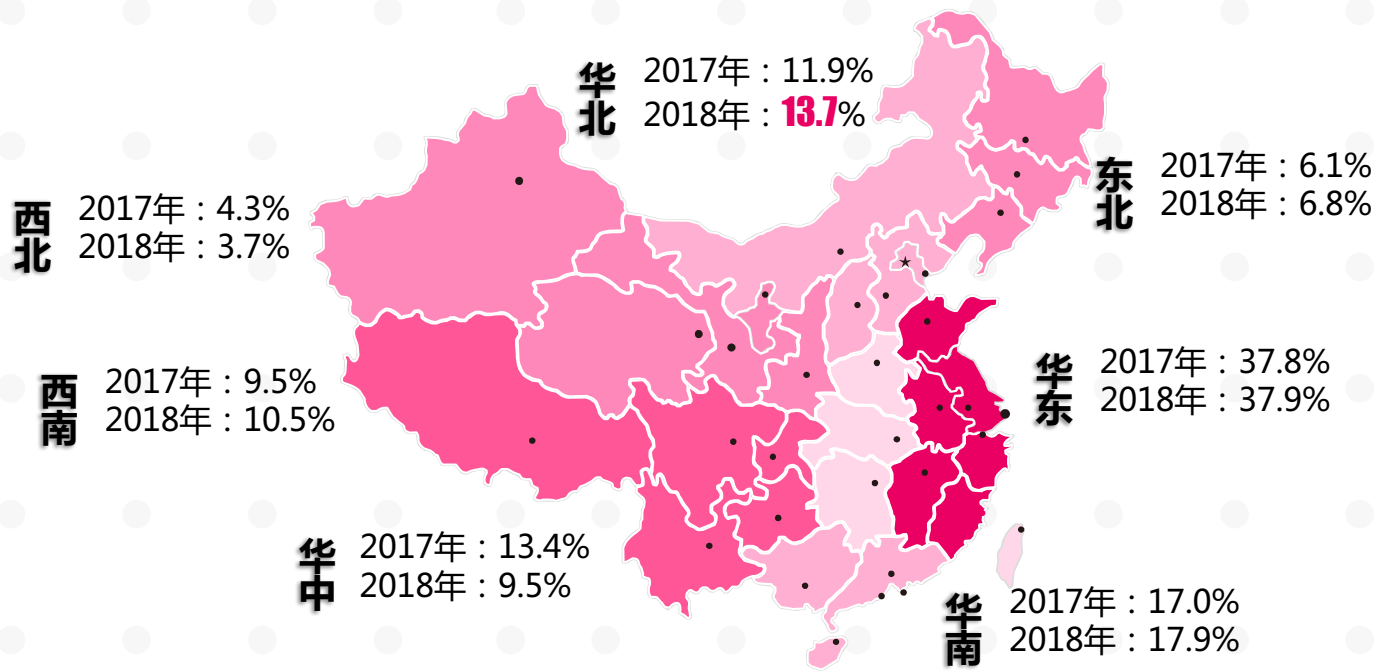 华北
2017年：11.9%
2018年：13.7%
东北
2017年：6.1%
2018年：6.8%
西北
2017年：4.3%
2018年：3.7%
华东
2017年：37.8%
2018年：37.9%
西南
2017年：9.5%
2018年：10.5%
华中
2017年：13.4%
2018年：9.5%
华南
2017年：17.0%
2018年：17.9%